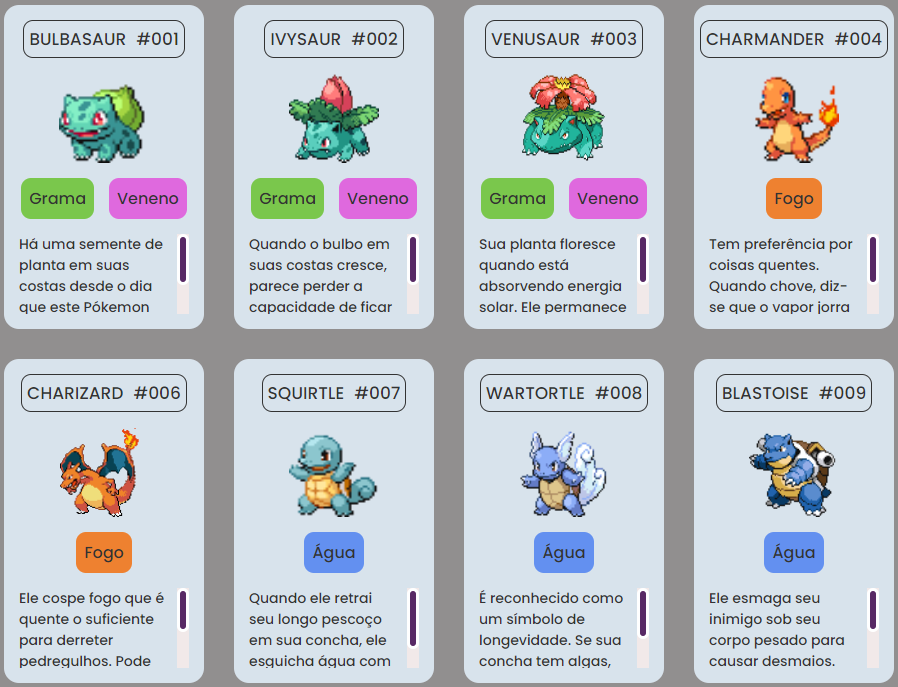 BULBASAUR #001
Grama
Veneno
Há uma semente de
planta em suas
costas desde o dia
que este Pókemon
IVYSAUR #002
Grama
Veneno
Quando o bulbo em
suas costas cresce,
parece perder a
capacidade de ficar
VENUSAUR #003
Grama
Veneno
Sua planta floresce
quando está
absorvendo energia
solar. Ele permanece
CHARMANDER #004
Fogo
Tem preferência por
coisas quentes.
Quando chove, diz-
se que o vapor jorra
CHARIZARD #006
Fogo
Ele cospe fogo que é
quente o suficiente
para derreter
pedregulhos. Pode
SQUIRTLE #007
Água
Quando ele retrai
seu longo pescoço
em sua concha, ele
esguicha água com
WARTORTLE #008
Água
É reconhecido como
um símbolo de
longevidade. Se sua
concha tem algas,
BLASTOISE #009
Água
Ele esmaga seu
inimigo sob seu
corpo pesado para
causar desmaios.